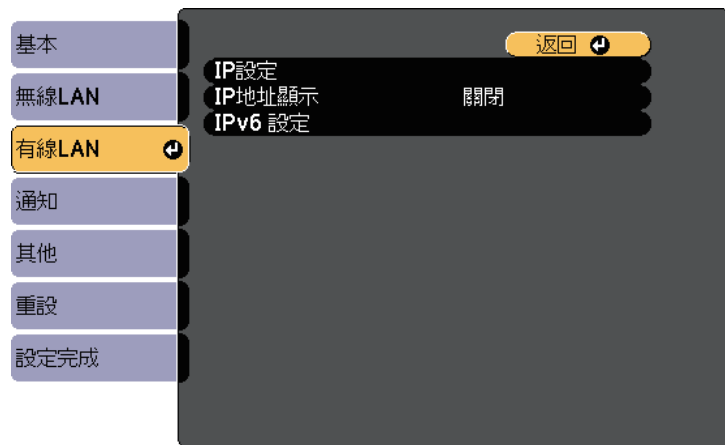 基本
無線LAN
有線LAN
通知
其他
重設
設定完成
返回
IP設定
IP地址顯示 關閉
IPv6 設定